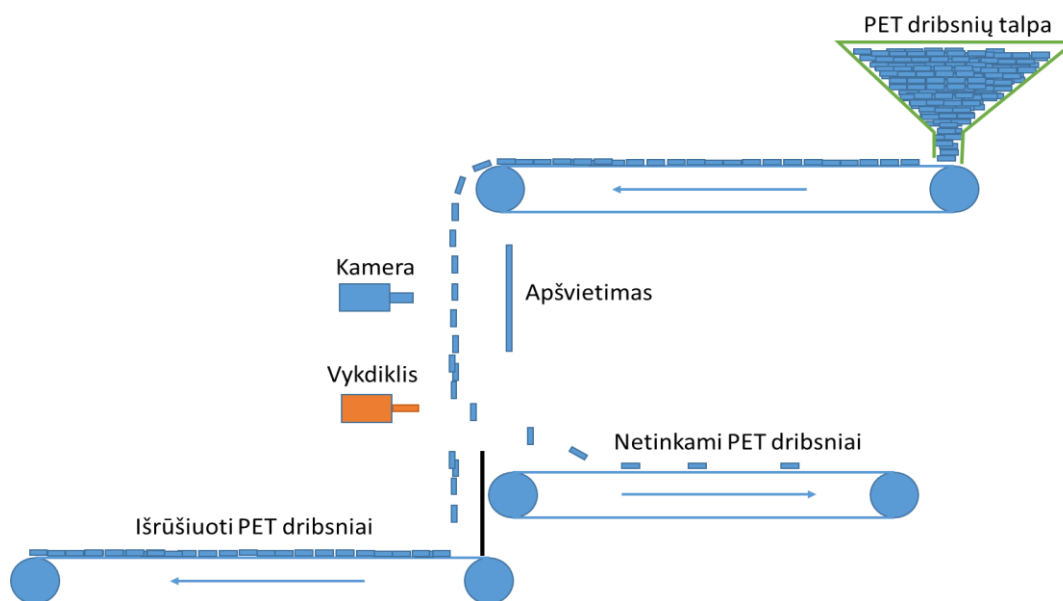 PET dribsnių talpa
Kamera
Apšvietimas
Vykdiklis
Netinkami PET dribsniai
Išrūšiuoti PET dribsniai